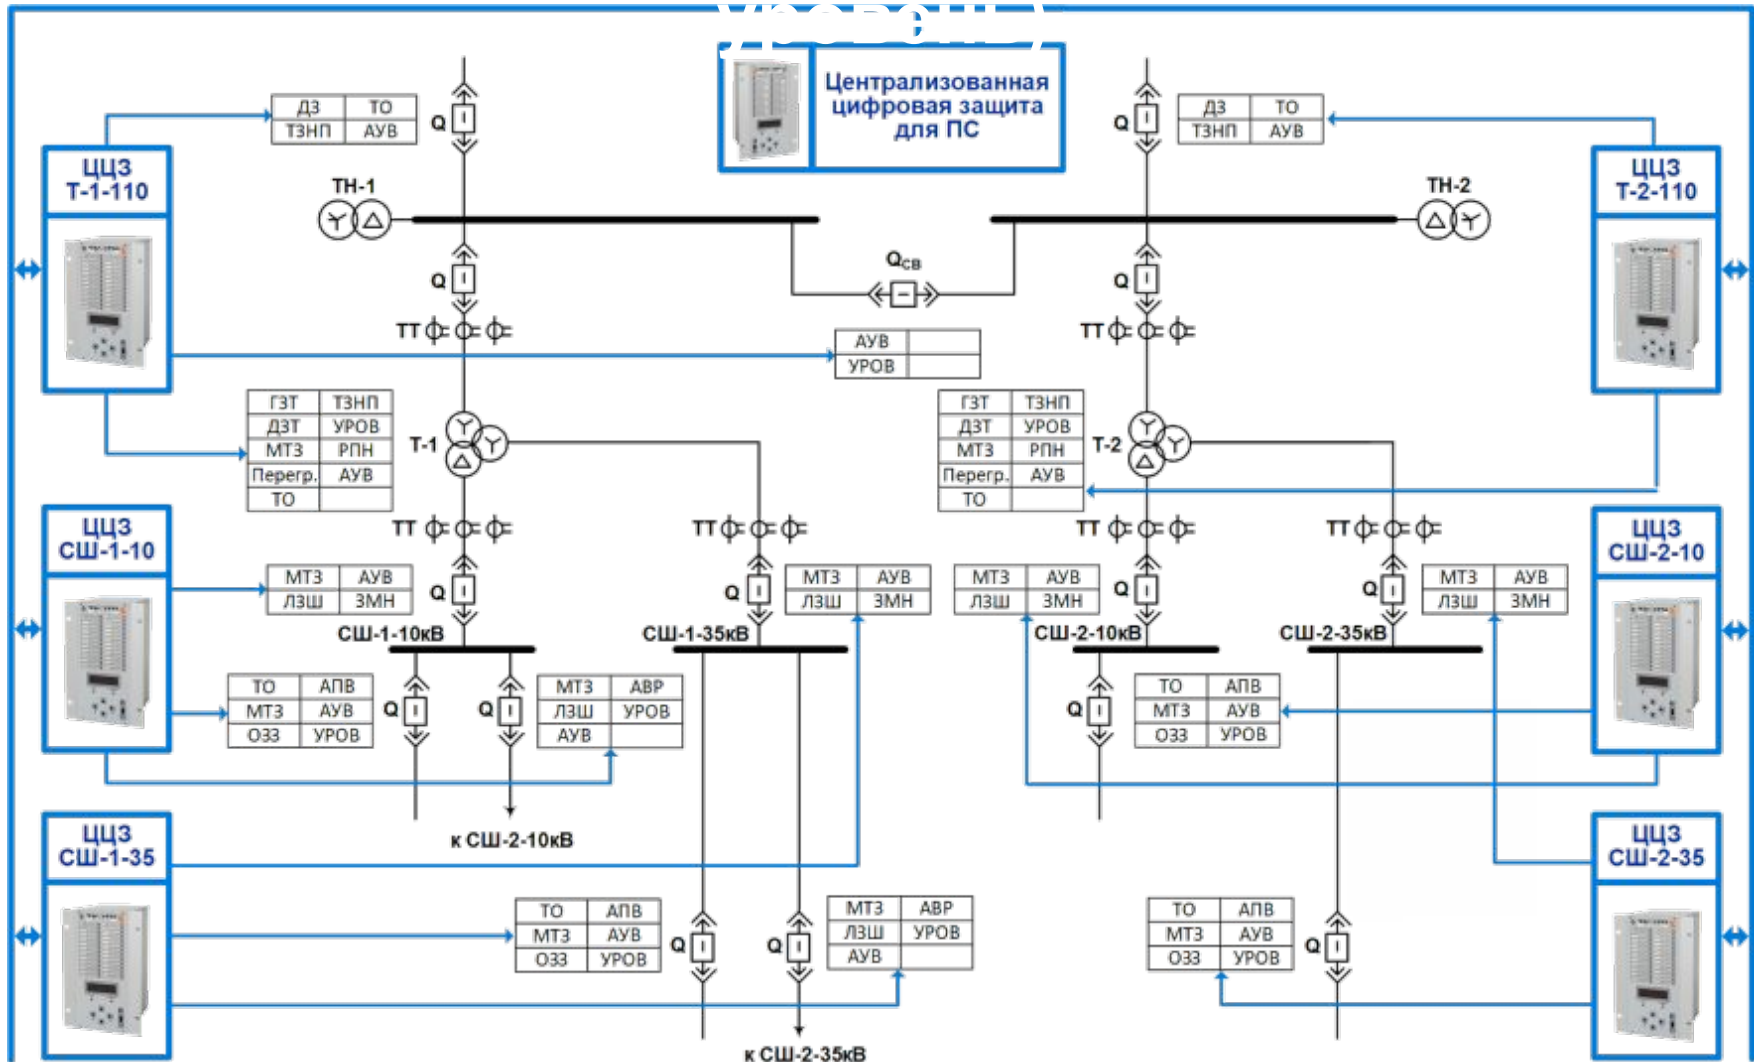 уровень)
Централизованная
цифровая защита
для ПС
ДЗ ТО
ТЗНП АУВ
Q
Q
ДЗ ТО
ТЗНП АУВ
ЦЦЗ
Т-1-110
ЦЦЗ
Т-2-110
ТН-1
ТН-2
Q
QСВ
Q
ТТ
ТТ
АУВ
УРОВ
ГЗТ ТЗНП
ДЗТ УРОВ
МТЗ РПН
Перегр. АУВ
ТО
Т-1
ГЗТ ТЗНП
ДЗТ УРОВ
МТЗ РПН
Перегр. АУВ
ТО
Т-2
ЦЦЗ
СШ-1-10
ТТ
ТТ
ТТ
ТТ
ЦЦЗ
СШ-2-10
МТЗ АУВ
ЛЗШ ЗМН
Q
Q
МТЗ АУВ
ЛЗШ ЗМН
МТЗ АУВ
ЛЗШ ЗМН
Q
Q
МТЗ АУВ
ЛЗШ ЗМН
СШ-1-10кВ
СШ-1-35кВ
СШ-2-10кВ
СШ-2-35кВ
ТО АПВ
МТЗ АУВ
ОЗЗ УРОВ
Q
Q
МТЗ АВР
ЛЗШ УРОВ
АУВ
Q
ТО АПВ
МТЗ АУВ
ОЗЗ УРОВ
к СШ-2-10кВ
ЦЦЗ
СШ-1-35
ЦЦЗ
СШ-2-35
ТО АПВ
МТЗ АУВ
ОЗЗ УРОВ
Q
Q
МТЗ АВР
ЛЗШ УРОВ
АУВ
ТО АПВ
МТЗ АУВ
ОЗЗ УРОВ
Q
к СШ-2-35кВ